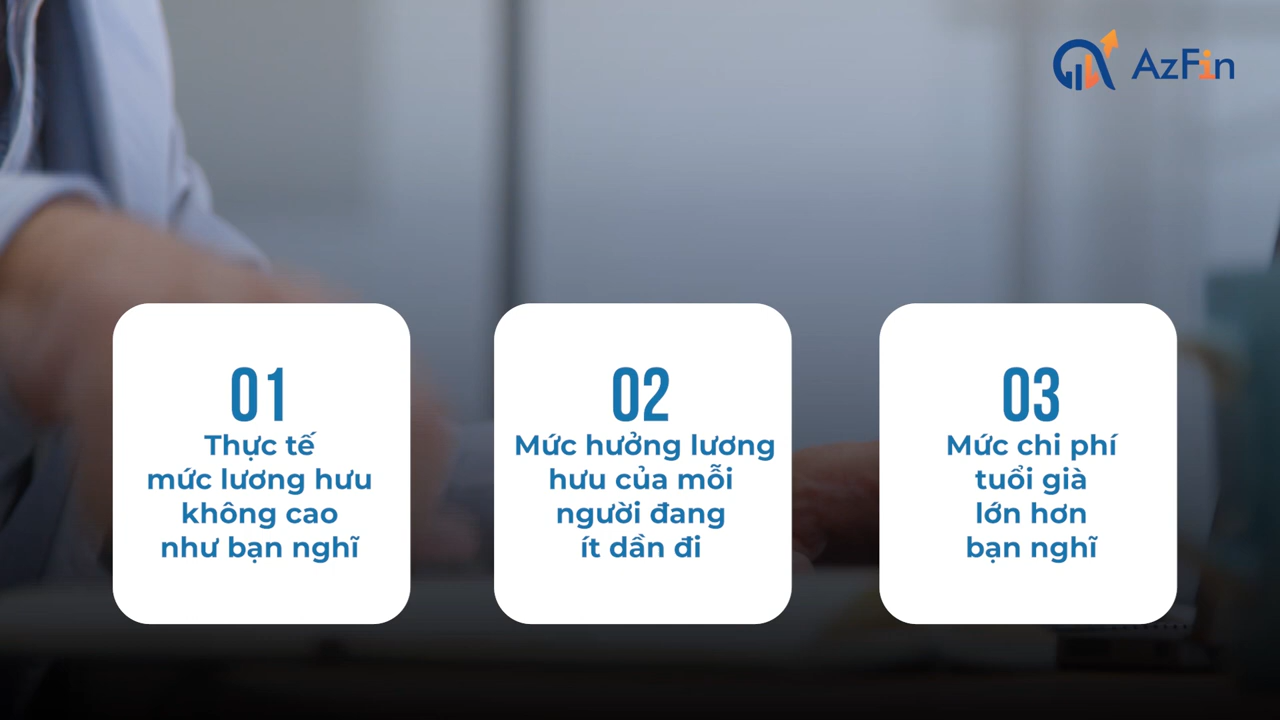 AzFin
01
Thực tế
mức lương hưu
không cao
như bạn nghĩ
02
Mức hưởng lương
hưu của mỗi
người đang
ít dần đi
03
Mức chi phí
tuổi già
lớn hơn
bạn nghĩ